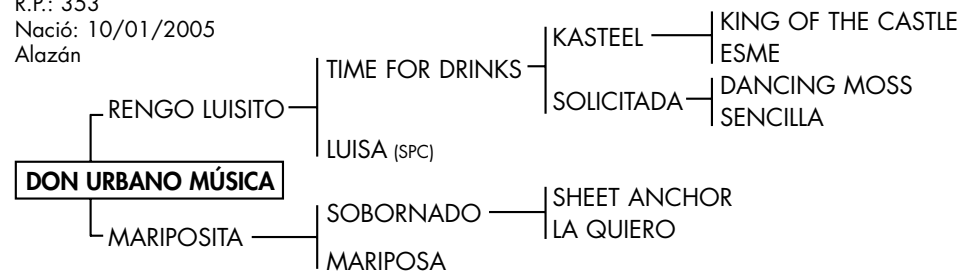 R.P.: 353
Nació: 10/01/2005
Alazán
DON URBANO MÚSICA
RENGO LUISITO
TIME FOR DRINKS
KASTEEL
KING OF THE CASTLE
ESME
SOLICITADA
DANCING MOSS
SENCILLA
LUISA (SPC)
MARIPOSITA
SOBORNADO
SHEET ANCHOR
LA QUIERO
MARIPOSA